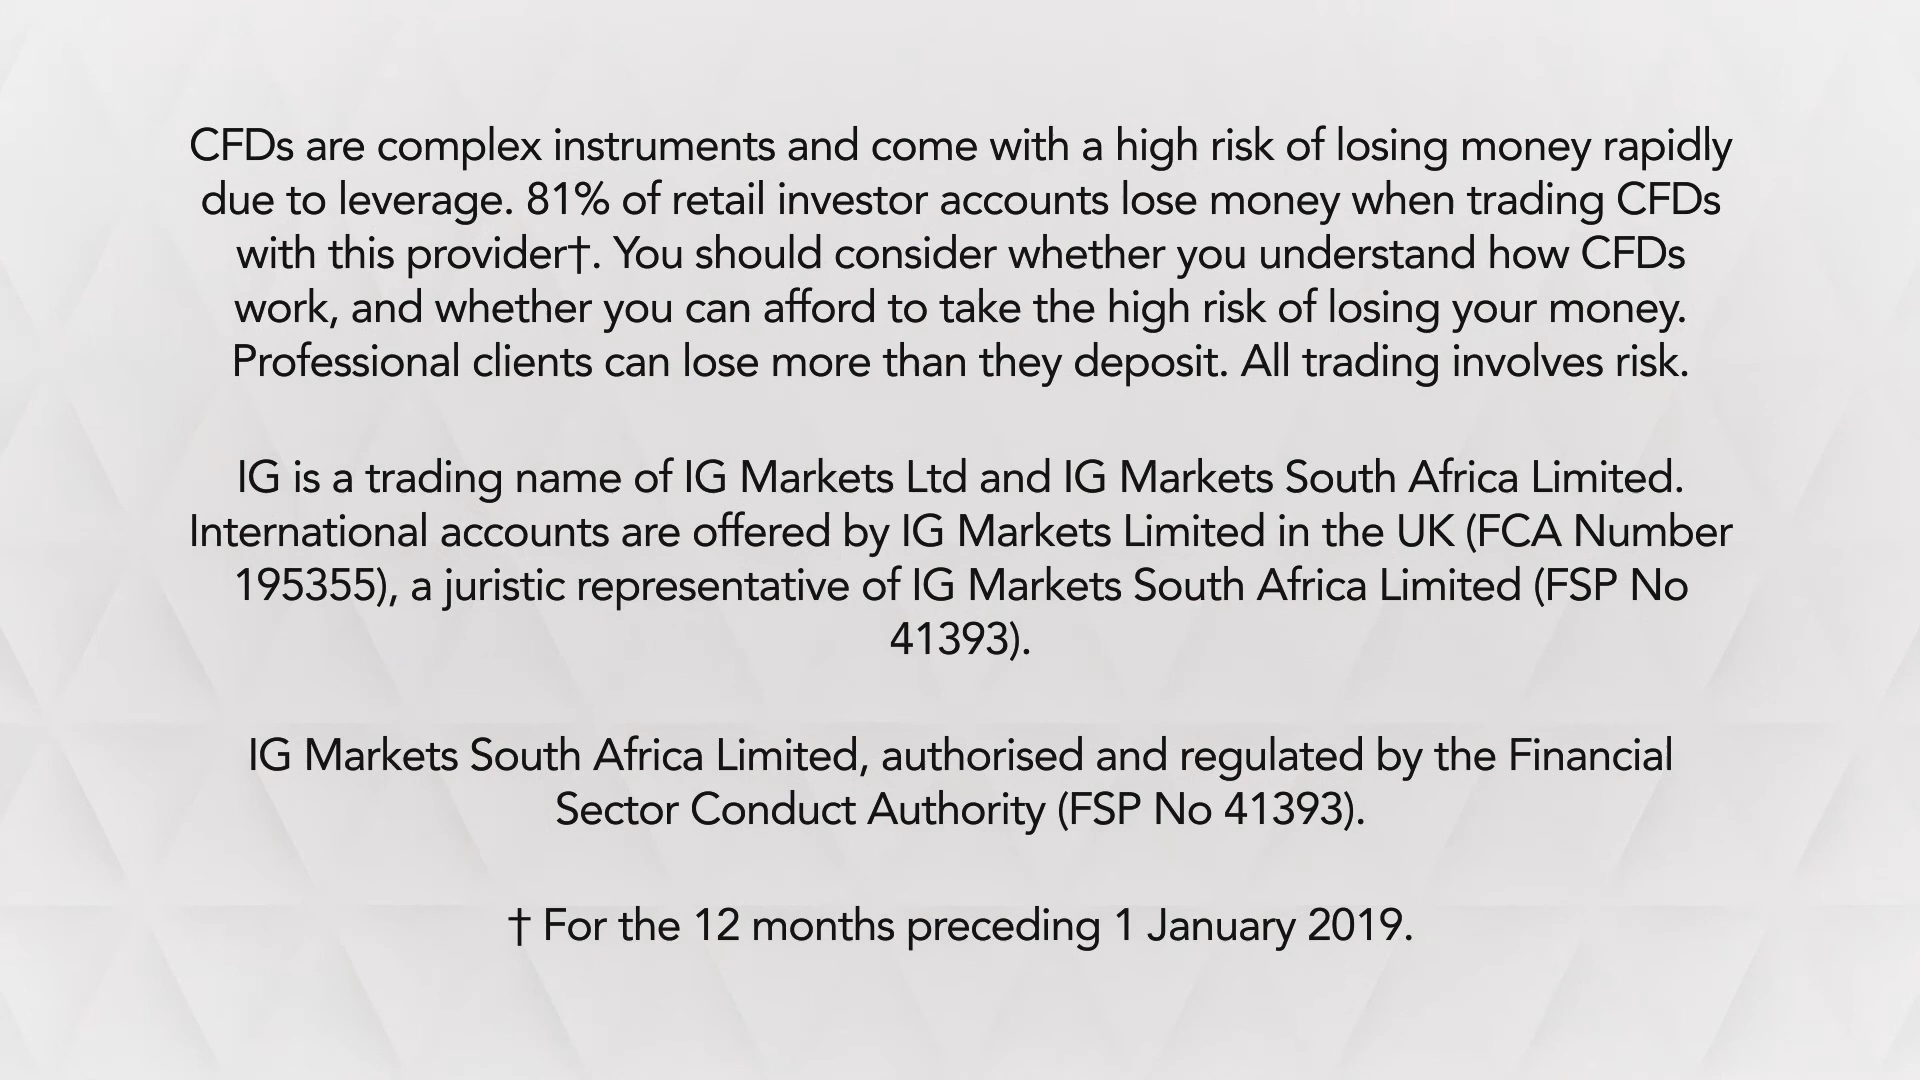 CFDs are complex instruments and come with a high risk of losing money rapidly
due to leverage. 81% of retail investor accounts lose money when trading CFDs
with this provider†. You should consider whether you understand how CFDs
work, and whether you can afford to take the high risk of losing your money.
Professional clients can lose more than they deposit. All trading involves risk.
IG is a trading name of IG Markets Ltd and IG Markets South Africa Limited.
International accounts are offered by IG Markets Limited in the UK (FCA Number
195355), a juristic representative of IG Markets South Africa Limited (FSP No
41393).
IG Markets South Africa Limited, authorised and regulated by the Financial
Sector Conduct Authority (FSP No 41393).
† For the 12 months preceding 1 January 2019.